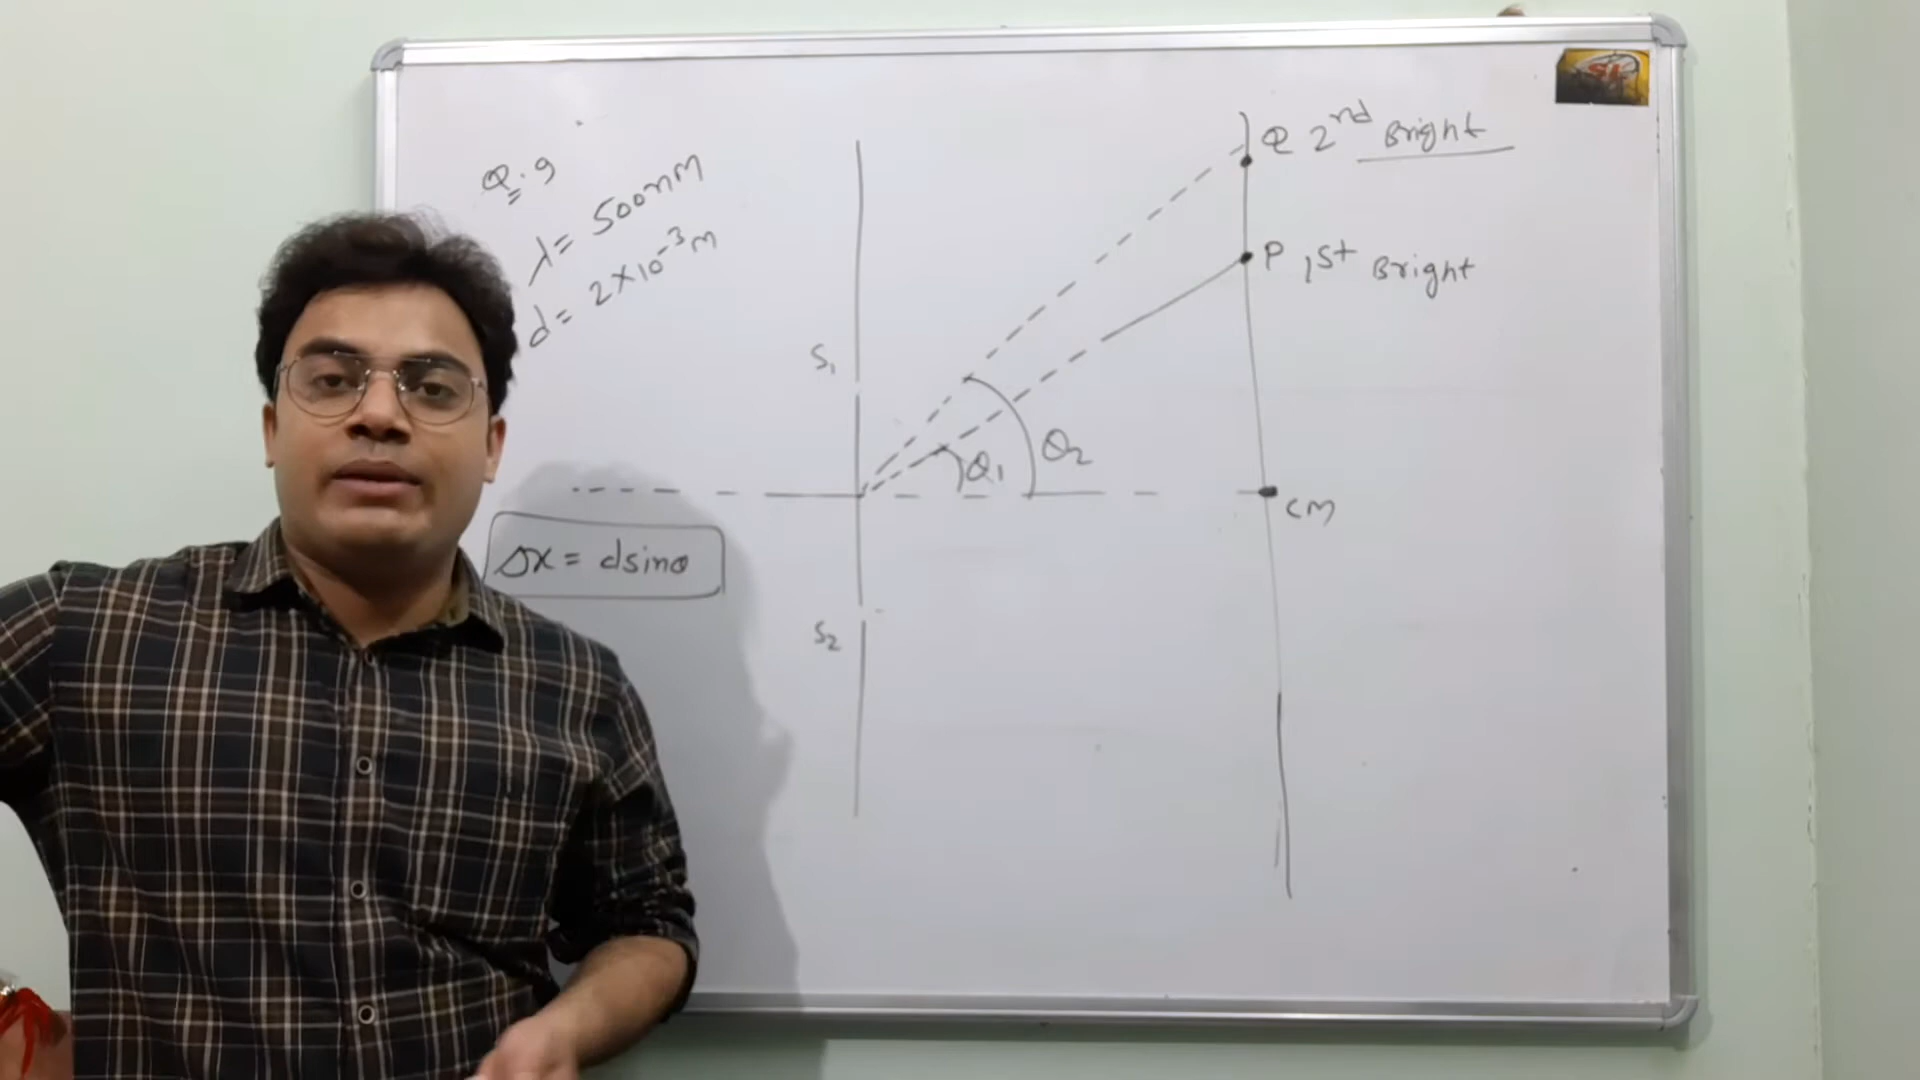 Q.9
λ = 500nm
d = 2×10⁻³m
Q 2nd Bright
P 1st Bright
S₁
θ₁
θ₂
CM
Δx = dsinθ
S₂